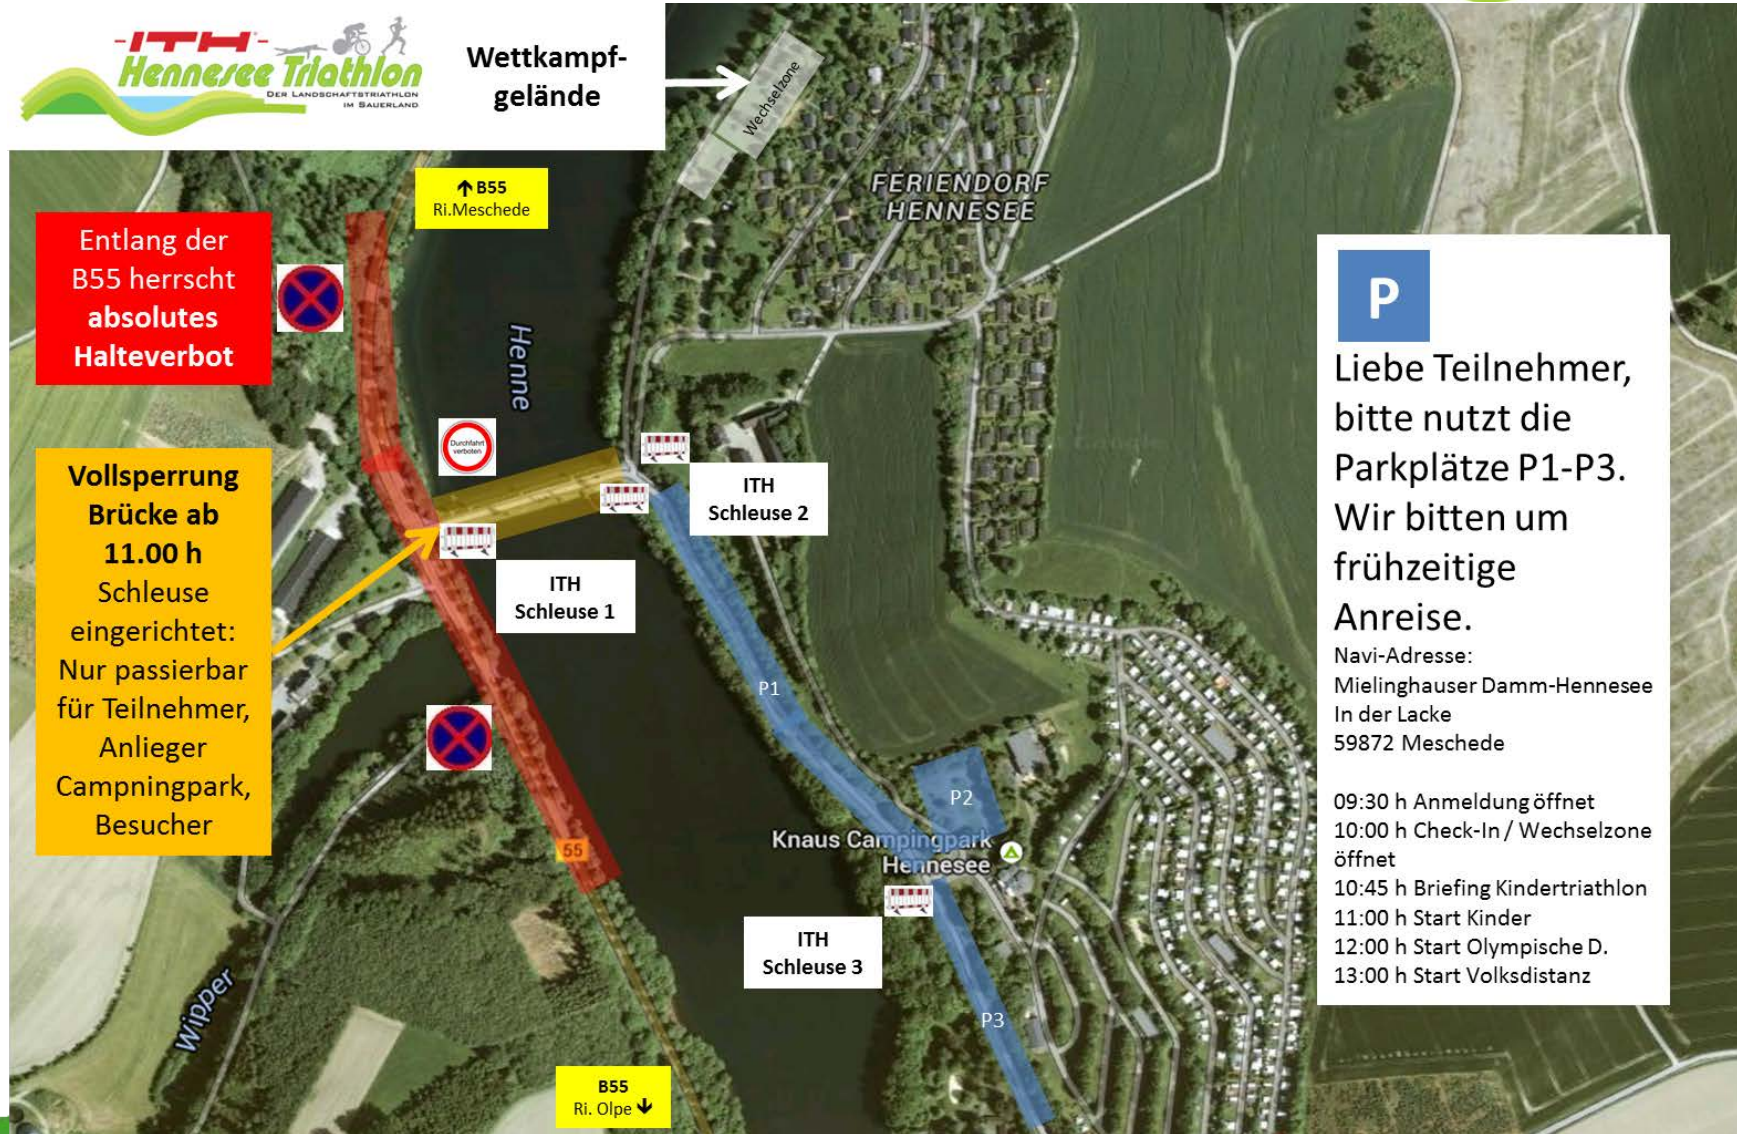 -ITH-
Hennesee Triathlon
DER LANDSCHAFTSTRIATHLON
IM SAUERLAND
Wettkampf-
gelände
Wechselzone
FERIENDORF
HENNESEE
↑ B55
Ri.Meschede
Entlang der
B55 herrscht
absolutes
Halteverbot
Henne
Durchfahrt
verboten
Vollsperrung
Brücke ab
11.00 h
Schleuse
eingerichtet:
Nur passierbar
für Teilnehmer,
Anlieger
Campningpark,
Besucher
ITH
Schleuse 2
ITH
Schleuse 1
P1
P2
Knaus Campingpark
Hennesee
55
ITH
Schleuse 3
P3
Wipper
B55
Ri. Olpe ↓
P
Liebe Teilnehmer,
bitte nutzt die
Parkplätze P1-P3.
Wir bitten um
frühzeitige
Anreise.
Navi-Adresse:
Mielinghauser Damm-Hennesee
In der Lacke
59872 Meschede
09:30 h Anmeldung öffnet
10:00 h Check-In / Wechselzone
öffnet
10:45 h Briefing Kindertriathlon
11:00 h Start Kinder
12:00 h Start Olympische D.
13:00 h Start Volksdistanz